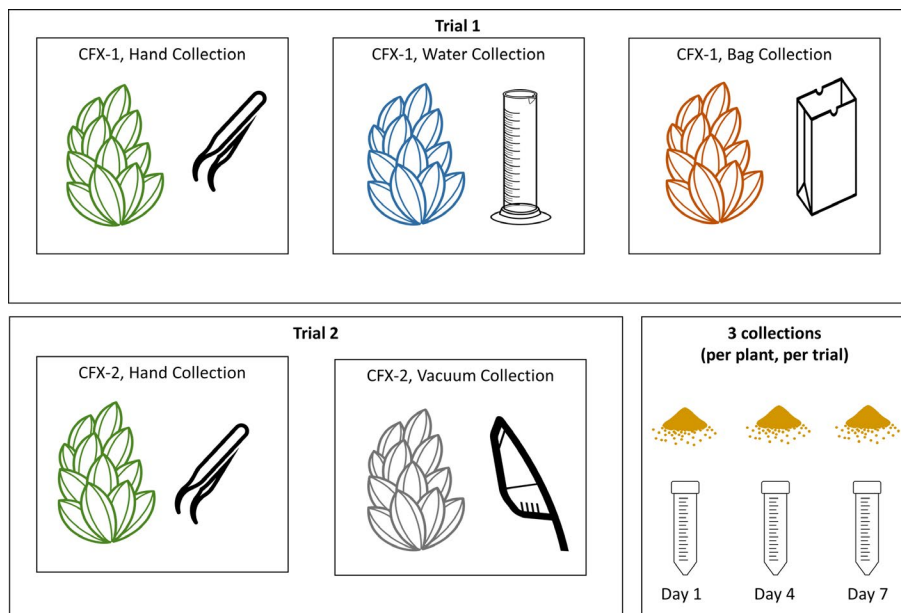 Trial 1
CFX-1, Hand Collection
CFX-1, Water Collection
CFX-1, Bag Collection
Trial 2
CFX-2, Hand Collection
CFX-2, Vacuum Collection
3 collections
(per plant, per trial)
Day 1
Day 4
Day 7